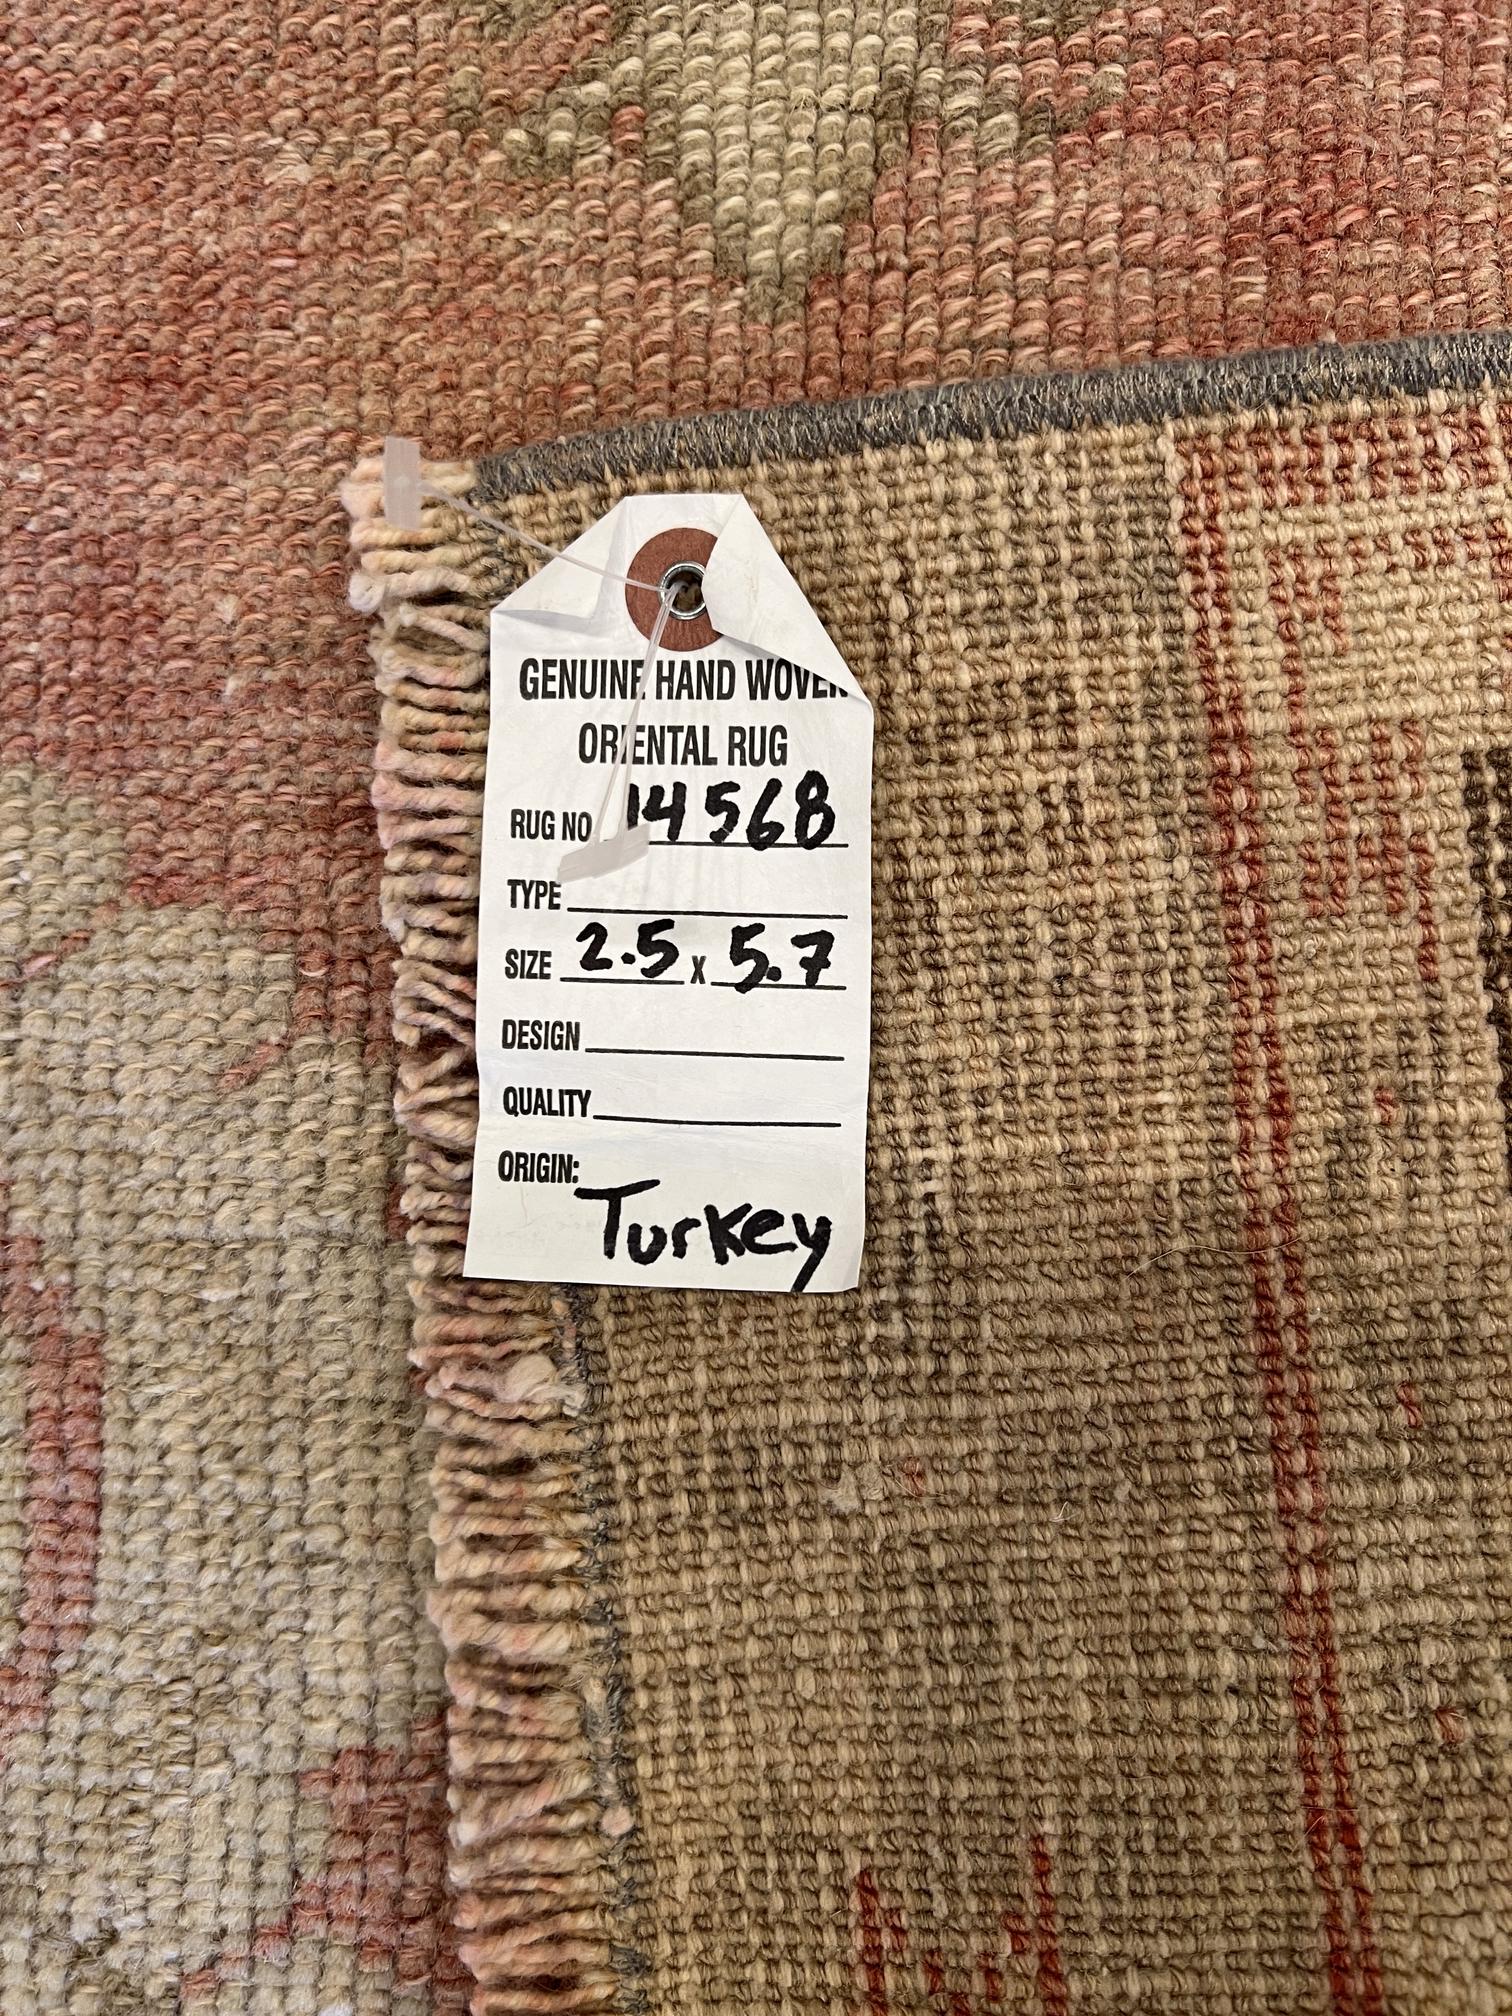 GENUINE HAND WOVEN
ORIENTAL RUG
RUG NO 14568
TYPE
SIZE 2.5 x 5.7
DESIGN
QUALITY
ORIGIN:
Turkey